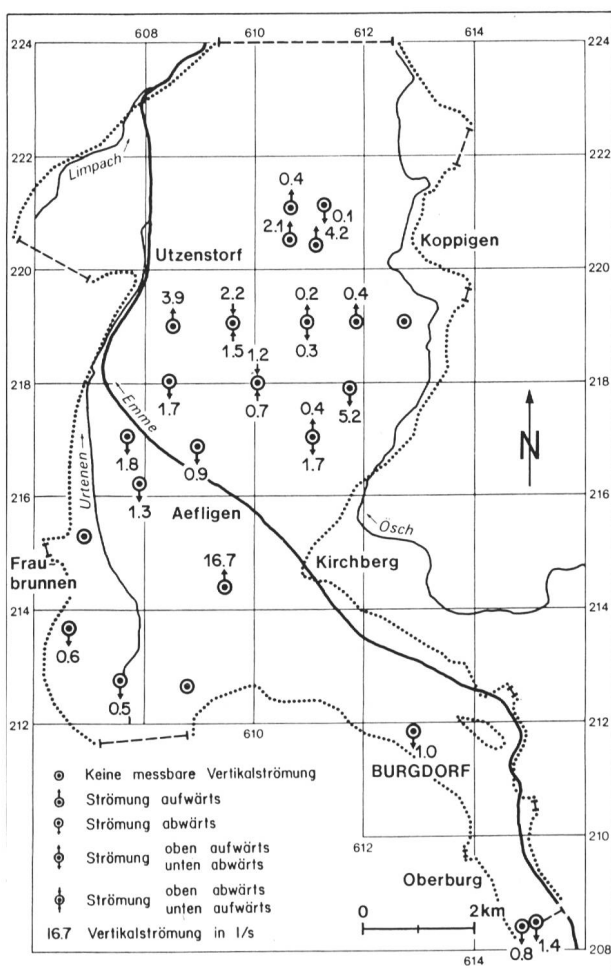 608 610 612 614
224 224
222 222
220 220
218 218
216 216
214 214
212 212
210
208
610
612
614
Limpach
0.4
0.1
2.1
4.2
Koppigen
Utzenstorf
3.9
2.2
1.5
0.2
0.3
0.4
1.7
1.2
0.7
5.2
Emme
Urtenen
1.8
0.9
0.4
1.7
1.3
Aefligen
Ösch
N
Frau-
brunnen
Kirchberg
16.7
0.6
0.5
1.0
BURGDORF
Keine messbare Vertikalströmung
Strömung aufwärts
Strömung abwärts
Strömung oben aufwärts
unten abwärts
Strömung oben abwärts
unten aufwärts
16.7 Vertikalströmung in l/s
Oberburg
0 2 km
0.8
1.4